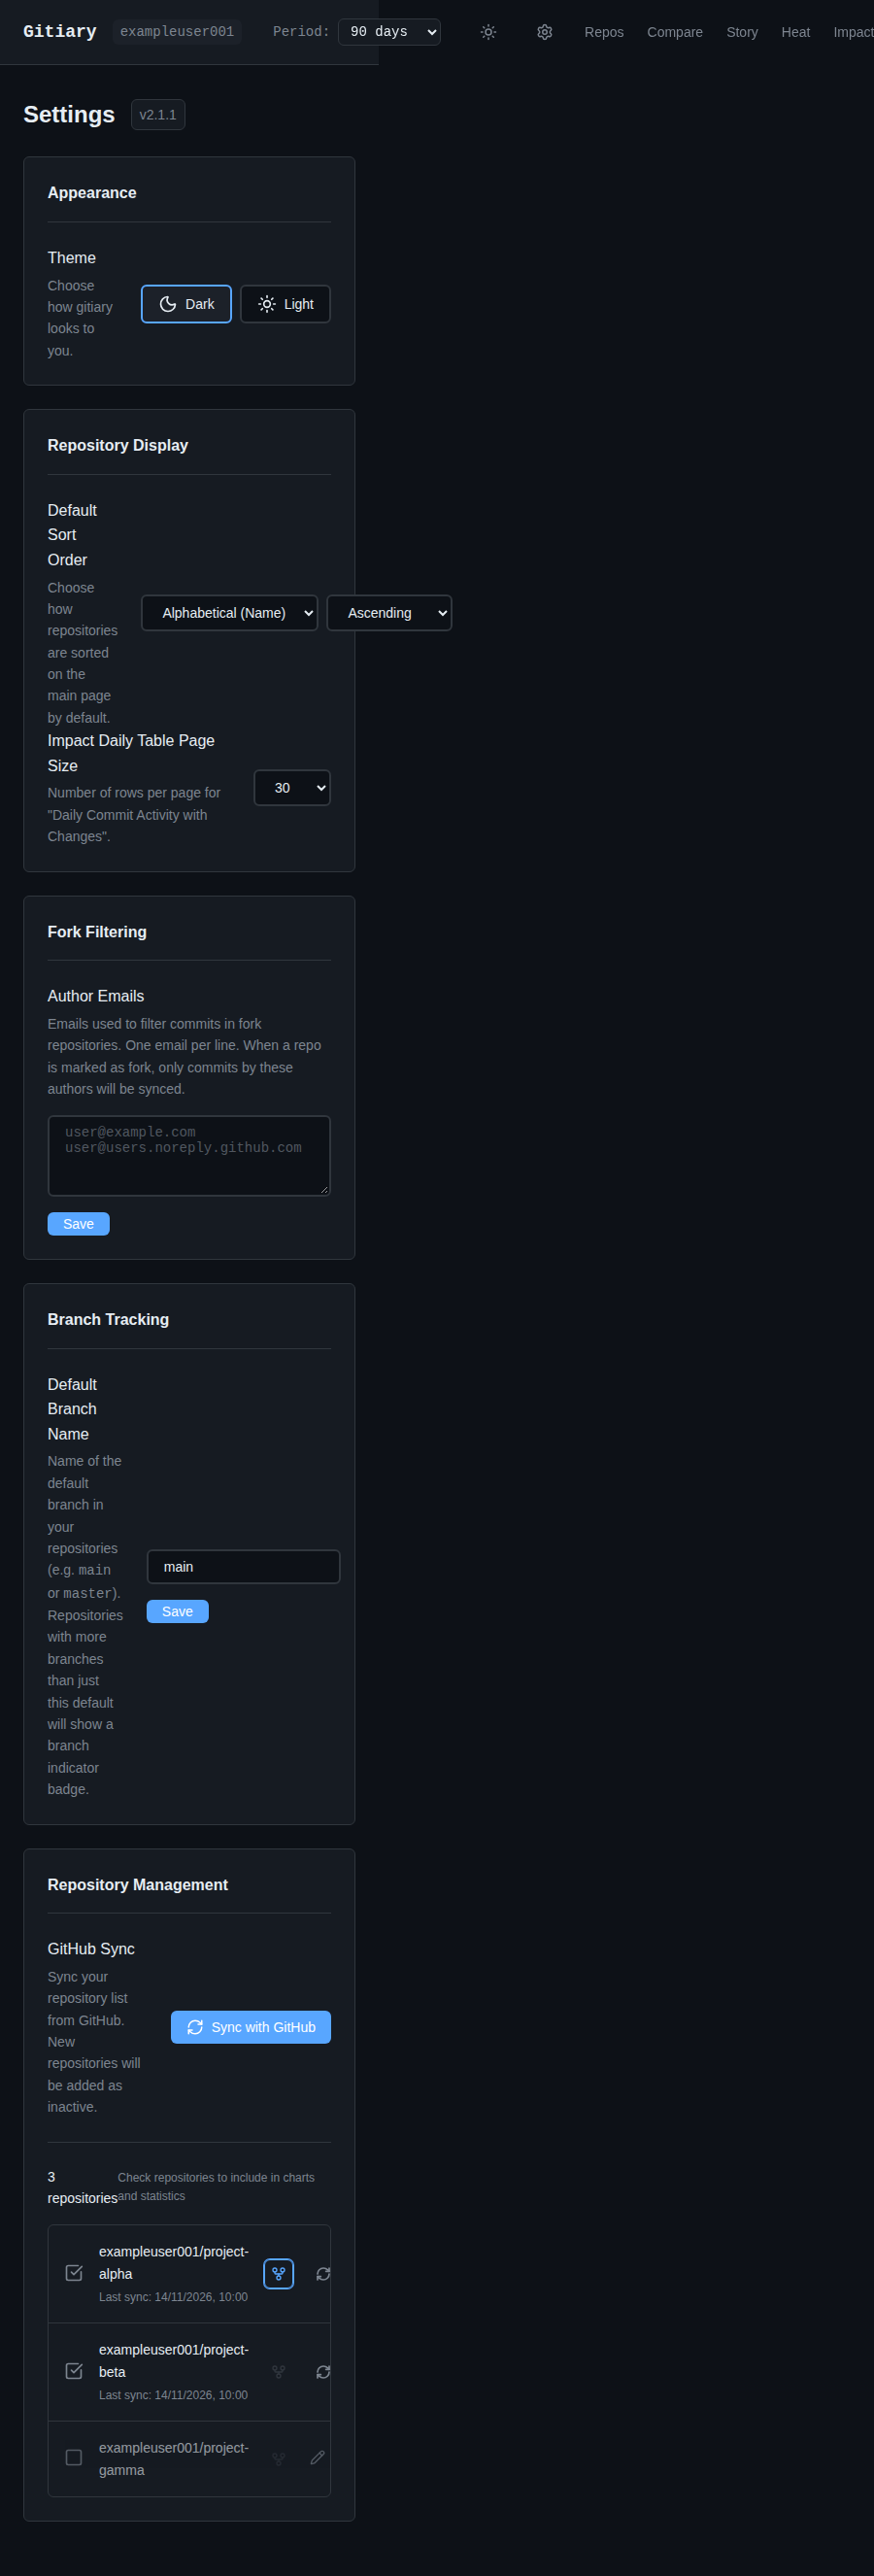 Gitiary exampleuser001 Period: 90 days Repos Compare Story Heat Impact
Settings v2.1.1
Appearance
Theme
Choose
how gitiary
looks to
you.
Dark Light
Repository Display
Default
Sort
Order
Choose
how
repositories
are sorted
on the
main page
by default.
Alphabetical (Name) Ascending
Impact Daily Table Page
Size
Number of rows per page for
"Daily Commit Activity with
Changes".
30
Fork Filtering
Author Emails
Emails used to filter commits in fork
repositories. One email per line. When a repo
is marked as fork, only commits by these
authors will be synced.
user@example.com
user@users.noreply.github.com
Save
Branch Tracking
Default
Branch
Name
Name of the
default
branch in
your
repositories
(e.g. main
or master).
Repositories
with more
branches
than just
this default
will show a
branch
indicator
badge.
main
Save
Repository Management
GitHub Sync
Sync your
repository list
from GitHub.
New
repositories will
be added as
inactive.
Sync with GitHub
3
repositories
Check repositories to include in charts
and statistics
exampleuser001/project-
alpha
Last sync: 14/11/2026, 10:00
exampleuser001/project-
beta
Last sync: 14/11/2026, 10:00
exampleuser001/project-
gamma